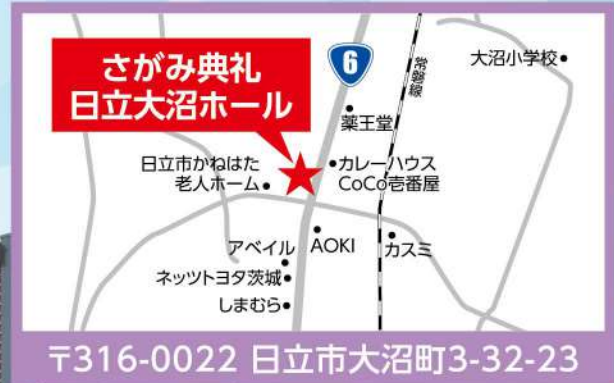 さがみ典礼
日立大沼ホール
6
常磐線
大沼小学校
薬王堂
日立市かねはた
老人ホーム
カレーハウス
CoCo壱番屋
アベイル
AOKI
カスミ
ネッツトヨタ茨城
しまむら
〒316-0022 日立市大沼町3-32-23